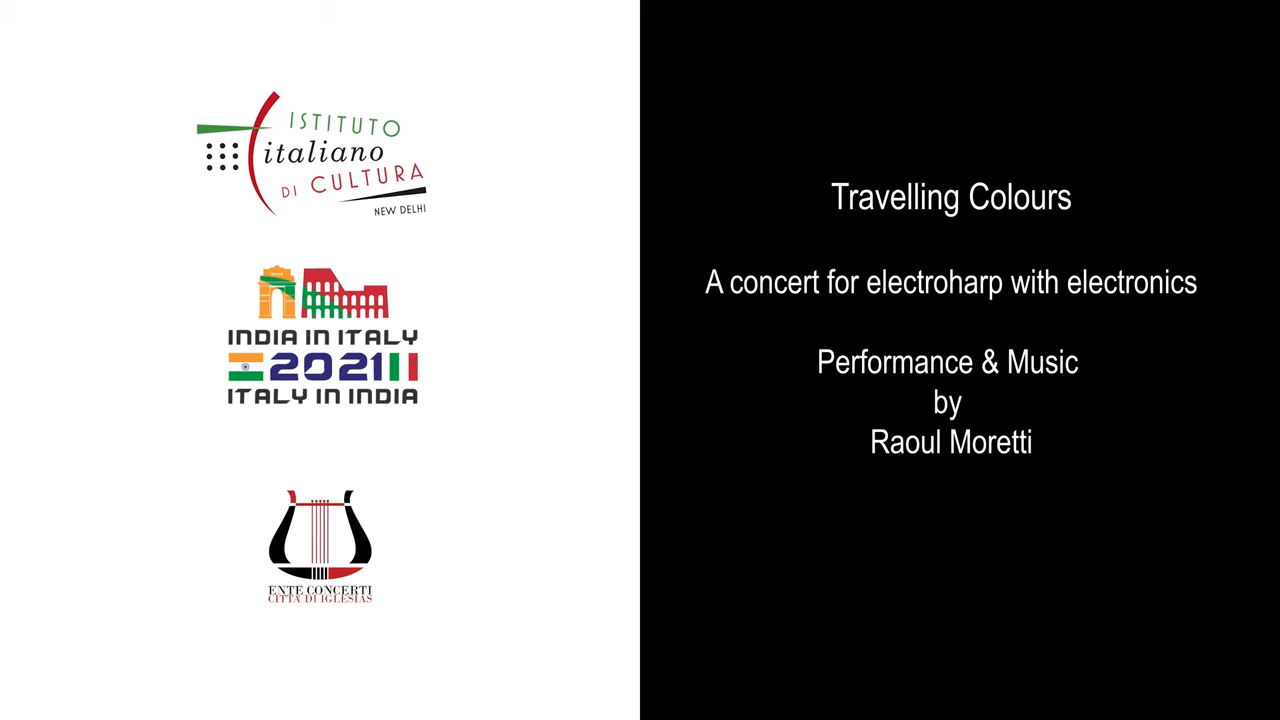 ISTITUTO
italiano
DI CULTURA
NEW DELHI
INDIA IN ITALY
2021
ITALY IN INDIA
ENTE CONCERTI
CITTÀ DI IGLESIAS
Travelling Colours
A concert for electroharp with electronics
Performance & Music
by
Raoul Moretti